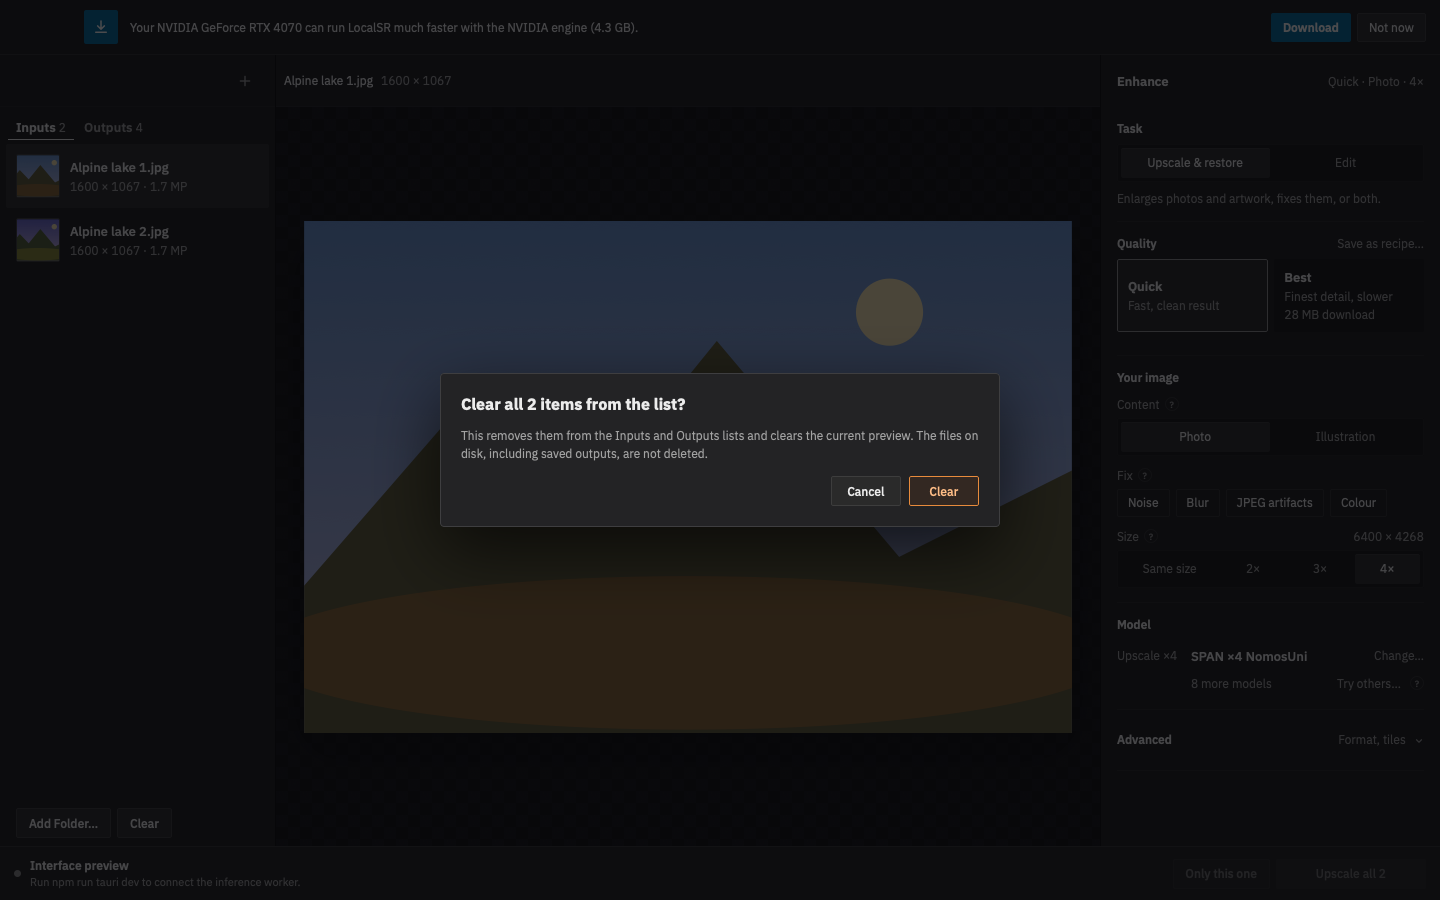 Your NVIDIA GeForce RTX 4070 can run LocalSR much faster with the NVIDIA engine (4.3 GB).
Download
Not now
+
Alpine lake 1.jpg 1600 × 1067
Enhance
Quick · Photo · 4×
Inputs 2
Outputs 4
Alpine lake 1.jpg
1600 × 1067 · 1.7 MP
Alpine lake 2.jpg
1600 × 1067 · 1.7 MP
Task
Upscale & restore
Edit
Enlarges photos and artwork, fixes them, or both.
Quality
Save as recipe...
Quick
Fast, clean result
Best
Finest detail, slower
28 MB download
Your image
Content ?
Photo
Illustration
Fix ?
Noise
Blur
JPEG artifacts
Colour
Size ?
6400 × 4268
Same size
2×
3×
4×
Model
Upscale ×4
SPAN ×4 NomosUni
Change...
8 more models
Try others... ?
Advanced
Format, tiles
Clear all 2 items from the list?
This removes them from the Inputs and Outputs lists and clears the current preview. The files on
disk, including saved outputs, are not deleted.
Cancel
Clear
Add Folder...
Clear
Interface preview
Run npm run tauri dev to connect the inference worker.
Only this one
Upscale all 2